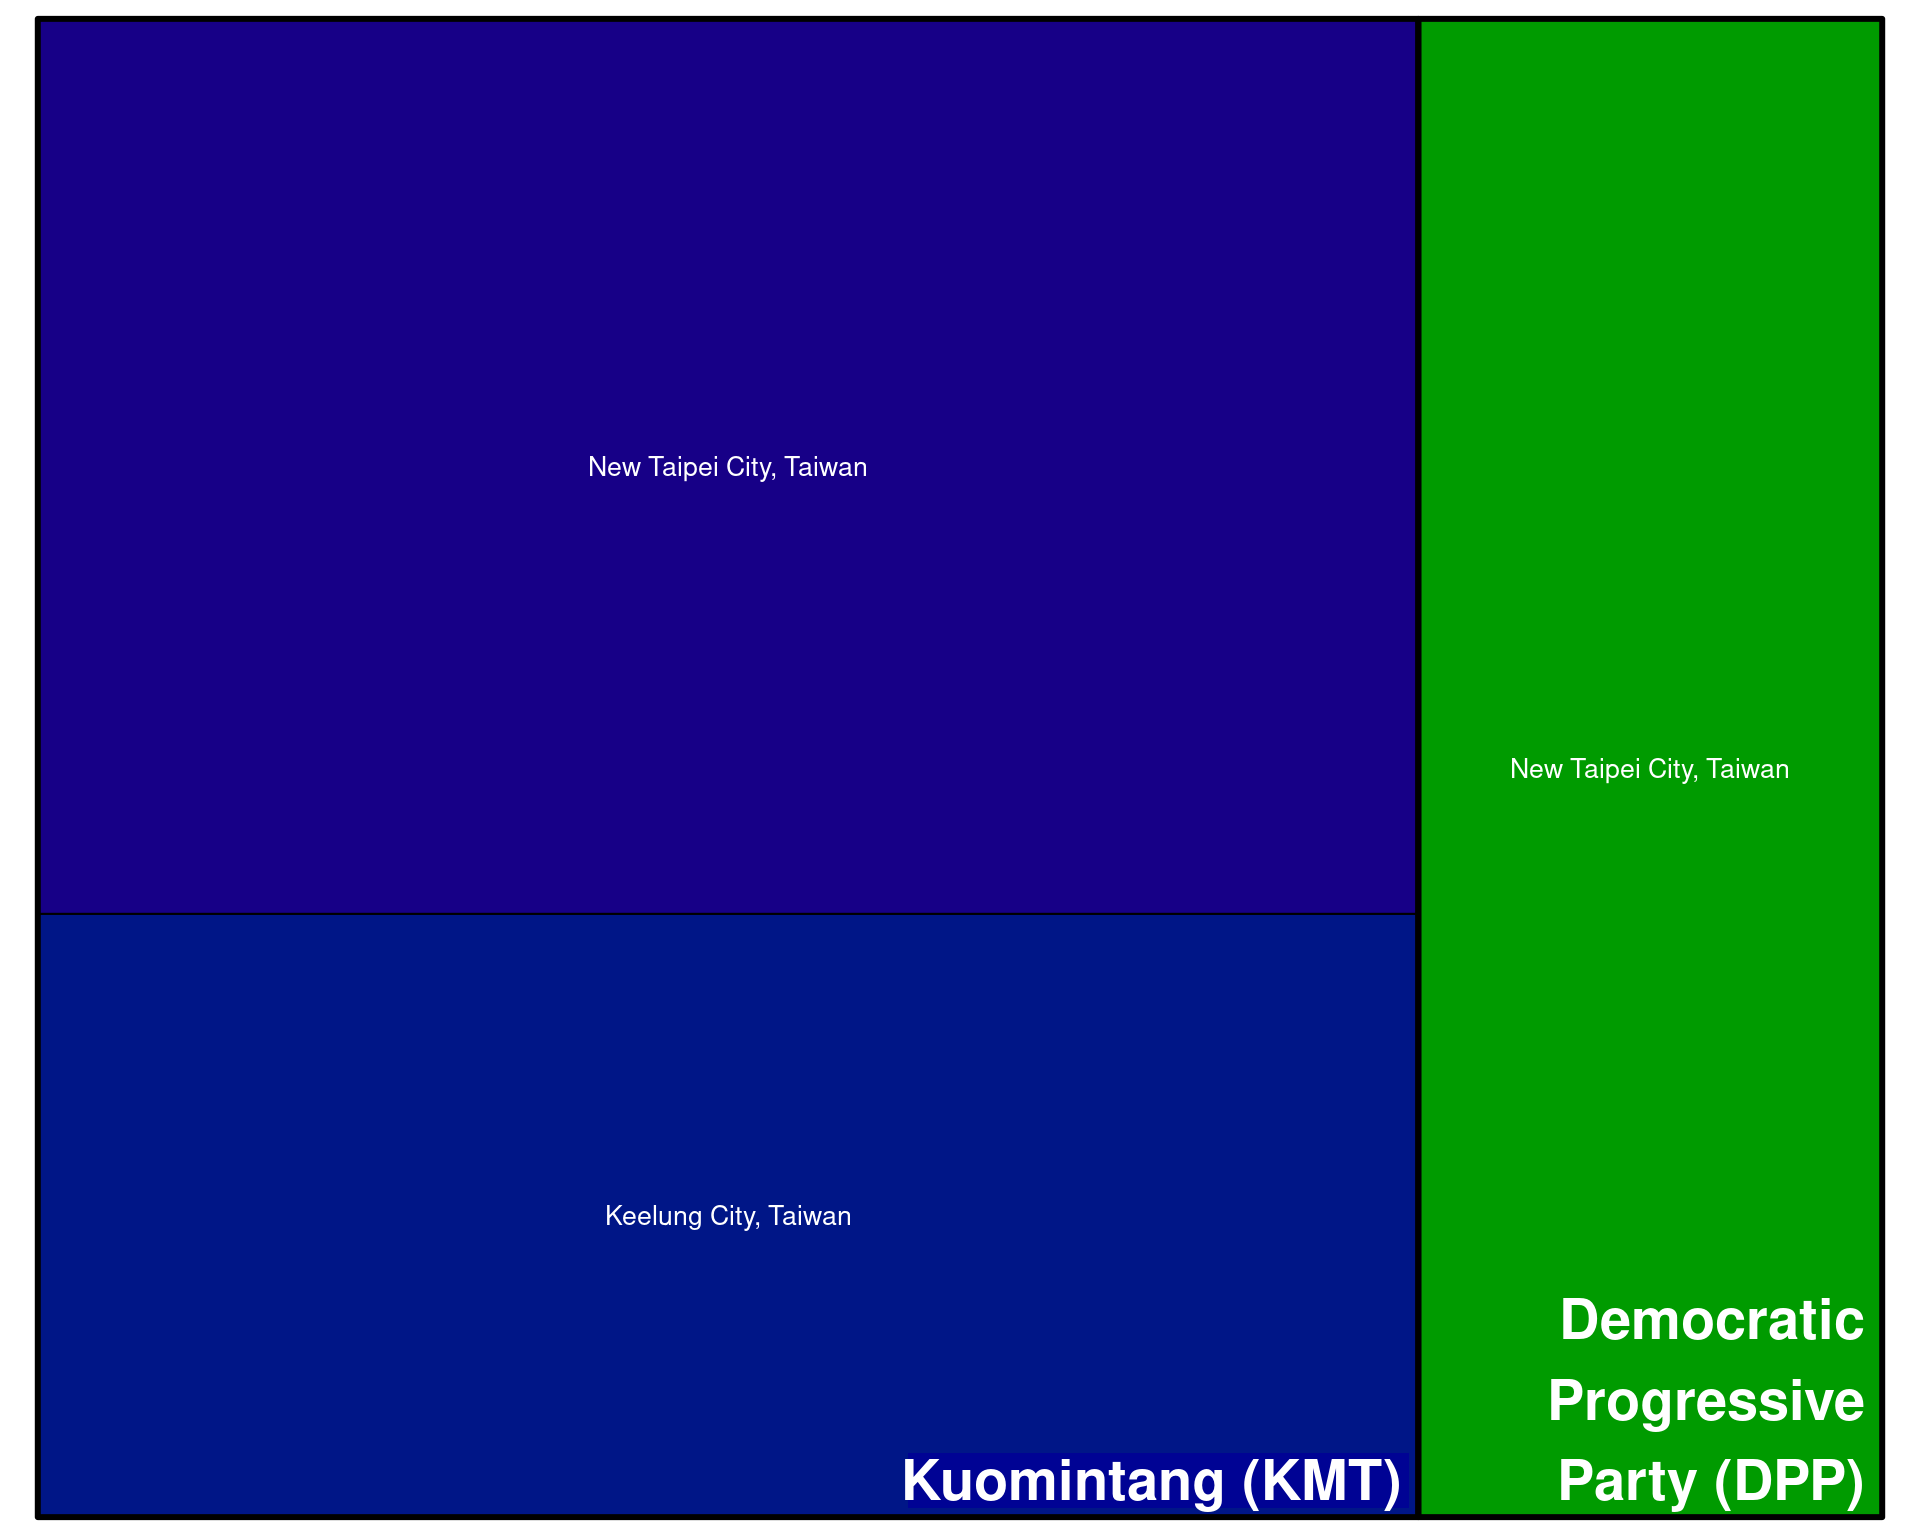 New Taipei City, Taiwan
Keelung City, Taiwan
Kuomintang (KMT)
New Taipei City, Taiwan
Democratic
Progressive
Party (DPP)